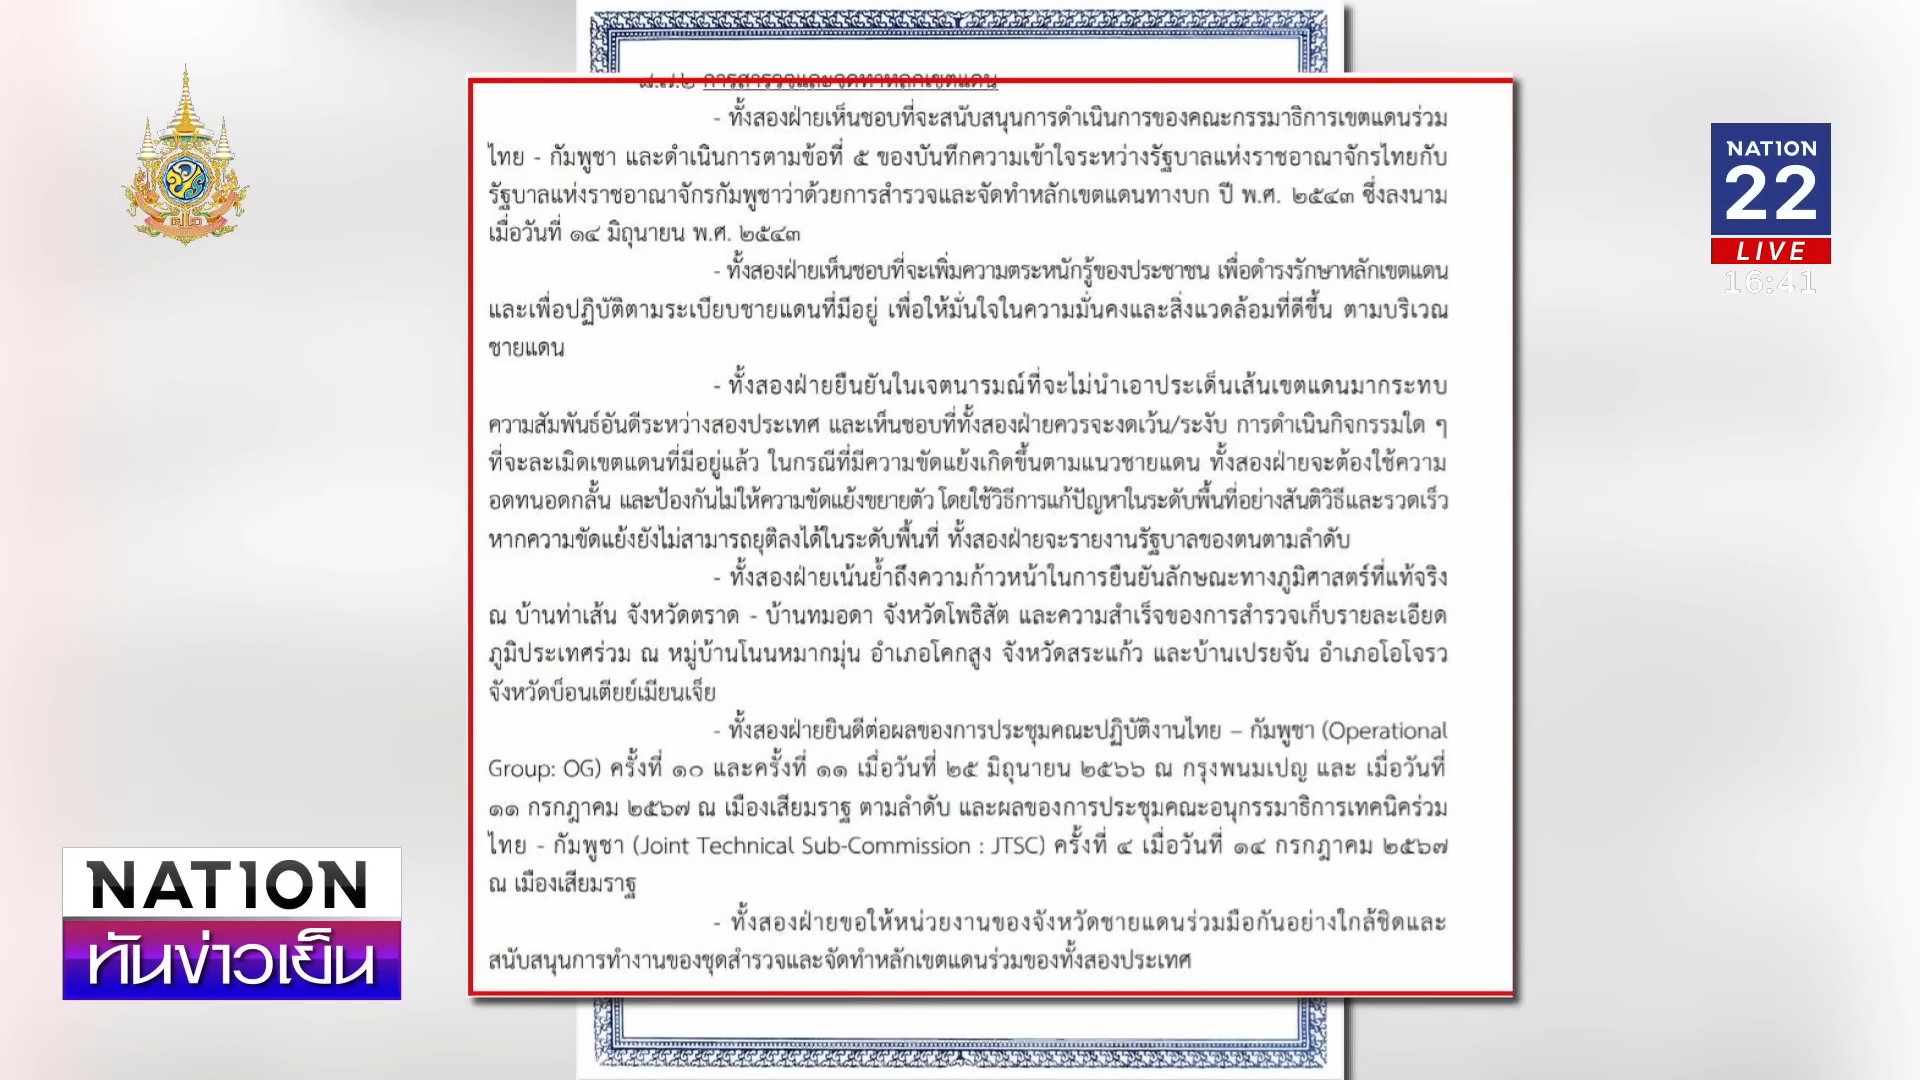 ๘.๗.๒ การสำรวจและจัดทำหลักเขตแดน
- ทั้งสองฝ่ายเห็นชอบที่จะสนับสนุนการดำเนินการของคณะกรรมาธิการเขตแดนร่วม
ไทย - กัมพูชา และดำเนินการตามข้อที่ ๕ ของบันทึกความเข้าใจระหว่างรัฐบาลแห่งราชอาณาจักรไทยกับ
รัฐบาลแห่งราชอาณาจักรกัมพูชาว่าด้วยการสำรวจและจัดทำหลักเขตแดนทางบก ปี พ.ศ. ๒๕๔๓ ซึ่งลงนาม
เมื่อวันที่ ๑๔ มิถุนายน พ.ศ. ๒๕๔๓
- ทั้งสองฝ่ายเห็นชอบที่จะเพิ่มความตระหนักรู้ของประชาชน เพื่อดำรงรักษาหลักเขตแดน
และเพื่อปฏิบัติตามระเบียบชายแดนที่มีอยู่ เพื่อให้มั่นใจในความมั่นคงและสิ่งแวดล้อมที่ดีขึ้น ตามบริเวณ
ชายแดน
- ทั้งสองฝ่ายยืนยันในเจตนารมณ์ที่จะไม่นำเอาประเด็นเส้นเขตแดนมากระทบ
ความสัมพันธ์อันดีระหว่างสองประเทศ และเห็นชอบที่ทั้งสองฝ่ายควรจะงดเว้น/ระงับ การดำเนินกิจกรรมใด ๆ
ที่จะละเมิดเขตแดนที่มีอยู่แล้ว ในกรณีที่มีความขัดแย้งเกิดขึ้นตามแนวชายแดน ทั้งสองฝ่ายจะต้องใช้ความ
อดทนอดกลั้น และป้องกันไม่ให้ความขัดแย้งขยายตัว โดยใช้วิธีการแก้ปัญหาในระดับพื้นที่อย่างสันติวิธีและรวดเร็ว
หากความขัดแย้งยังไม่สามารถยุติลงได้ในระดับพื้นที่ ทั้งสองฝ่ายจะรายงานรัฐบาลของตนตามลำดับ
- ทั้งสองฝ่ายเน้นย้ำถึงความก้าวหน้าในการยืนยันลักษณะทางภูมิศาสตร์ที่แท้จริง
ณ บ้านท่าเส้น จังหวัดตราด - บ้านทมอดา จังหวัดโพธิสัต และความสำเร็จของการสำรวจเก็บรายละเอียด
ภูมิประเทศร่วม ณ หมู่บ้านโนนหมากมุ่น อำเภอโคกสูง จังหวัดสระแก้ว และบ้านเปรยจัน อำเภอโอโจรว
จังหวัดบ็อนเตียย์เมียนเจ็ย
- ทั้งสองฝ่ายยินดีต่อผลของการประชุมคณะปฏิบัติงานไทย – กัมพูชา (Operational
Group: OG) ครั้งที่ ๑๐ และครั้งที่ ๑๑ เมื่อวันที่ ๒๕ มิถุนายน ๒๕๖๖ ณ กรุงพนมเปญ และ เมื่อวันที่
๑๑ กรกฎาคม ๒๕๖๗ ณ เมืองเสียมราฐ ตามลำดับ และผลของการประชุมคณะอนุกรรมาธิการเทคนิคร่วม
ไทย - กัมพูชา (Joint Technical Sub-Commission : JTSC) ครั้งที่ ๔ เมื่อวันที่ ๑๔ กรกฎาคม ๒๕๖๗
ณ เมืองเสียมราฐ
- ทั้งสองฝ่ายขอให้หน่วยงานของจังหวัดชายแดนร่วมมือกันอย่างใกล้ชิดและ
สนับสนุนการทำงานของชุดสำรวจและจัดทำหลักเขตแดนร่วมของทั้งสองประเทศ
NATION
22
LIVE
16:41
NATION
ทันข่าวเย็น